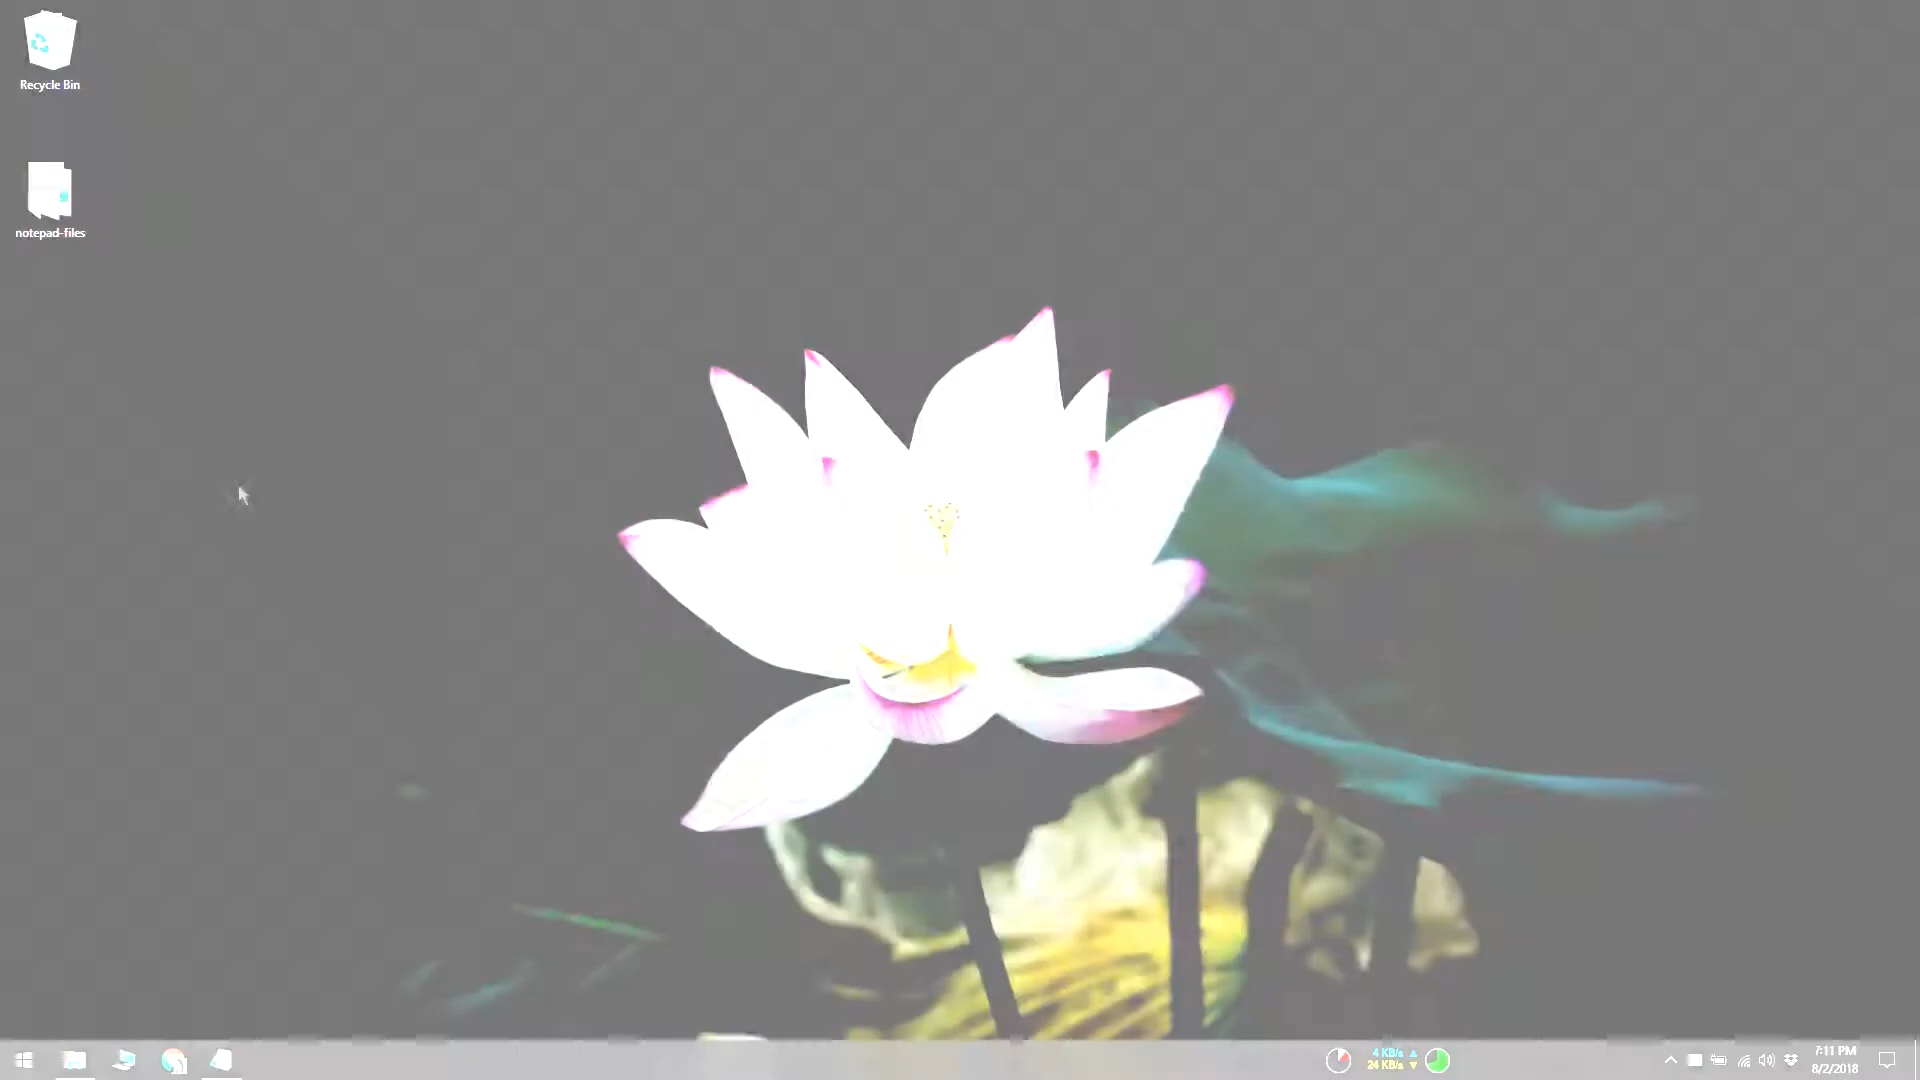 Recycle Bin
notepad-files
4 KB/s
24 KB/s
7:11 PM
8/2/2018